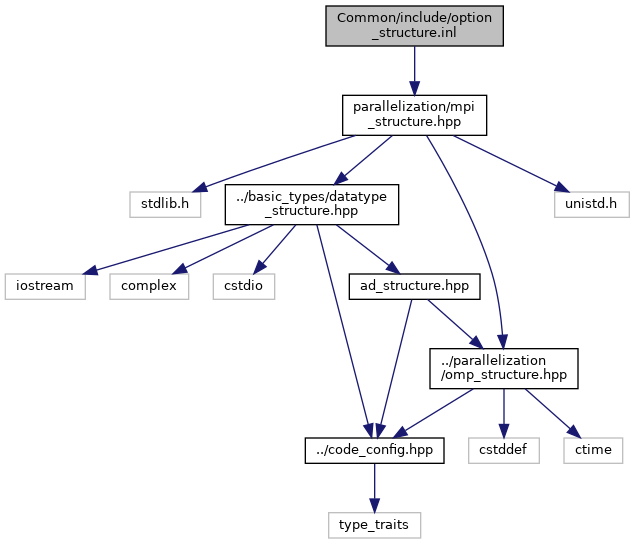 Common/include/option
_structure.inl
parallelization/mpi
_structure.hpp
stdlib.h
../basic_types/datatype
_structure.hpp
unistd.h
iostream
complex
cstdio
ad_structure.hpp
../parallelization
/omp_structure.hpp
../code_config.hpp
cstddef
ctime
type_traits